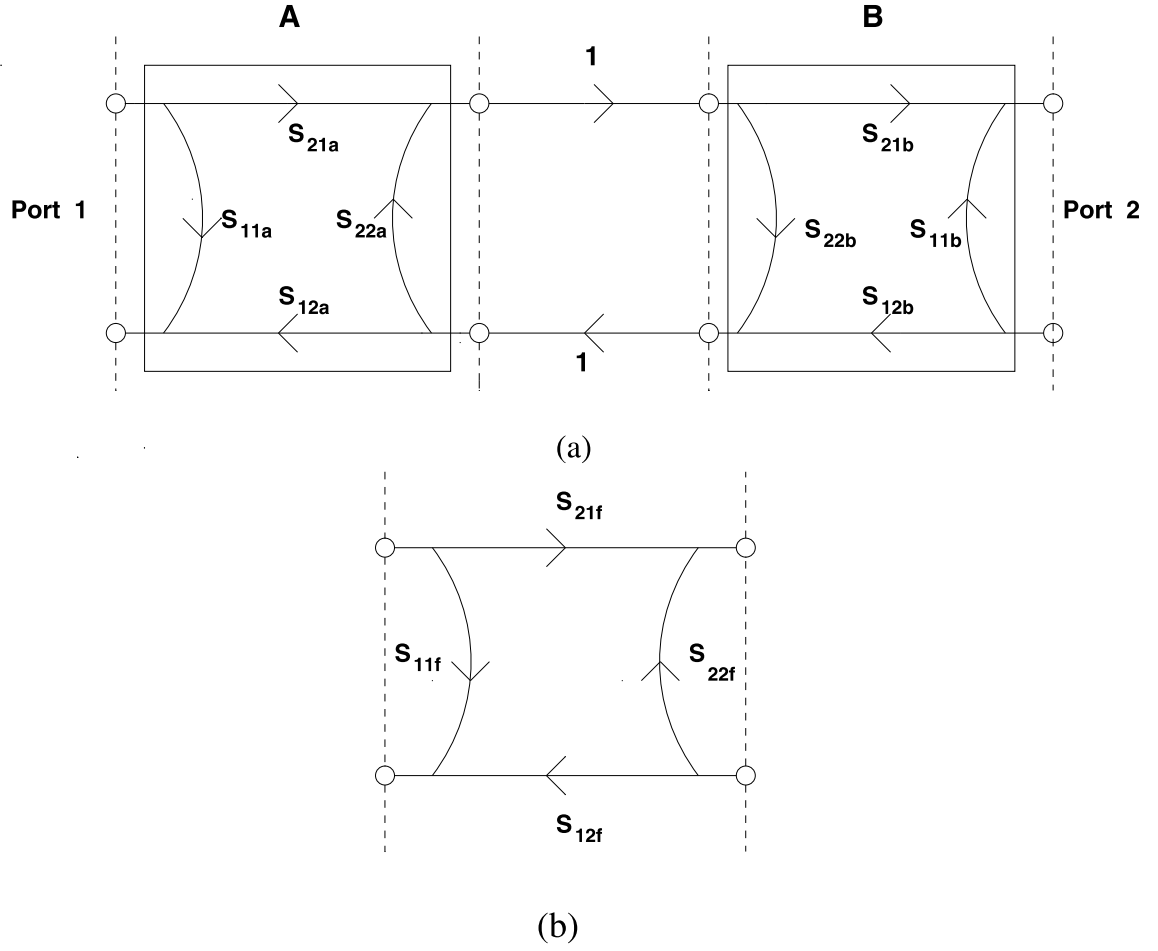 A B
1
S21a S21b
Port 1 S11a S22a S22b S11b Port 2
S12a S12b
1
(a)
S21f
S11f S22f
S12f
(b)